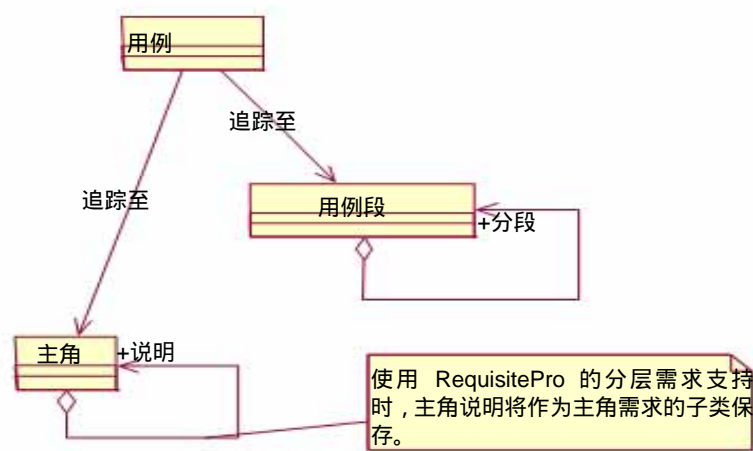 用例
追踪至
追踪至
用例段
+分段
主角
+说明
使用 RequisitePro 的分层需求支持
时,主角说明将作为主角需求的子类保
存。